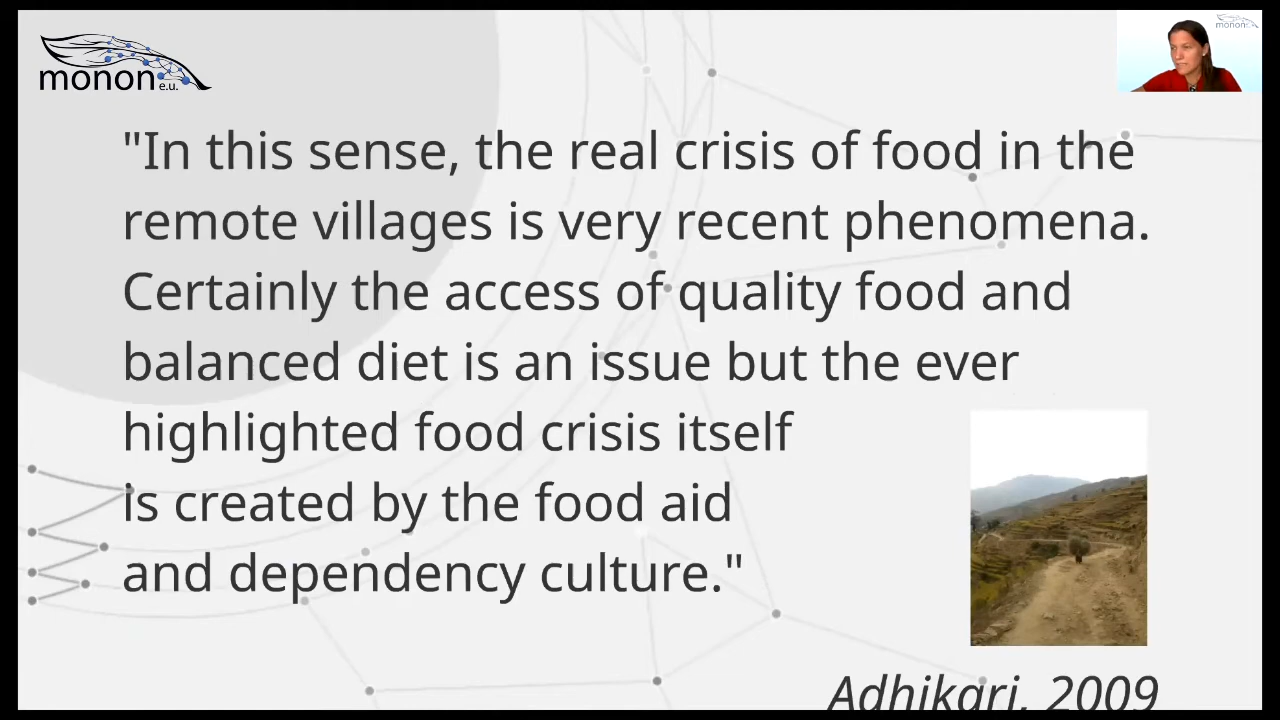 monon e.u.
monon
"In this sense, the real crisis of food in the
remote villages is very recent phenomena.
Certainly the access of quality food and
balanced diet is an issue but the ever
highlighted food crisis itself
is created by the food aid
and dependency culture."
Adhikari, 2009